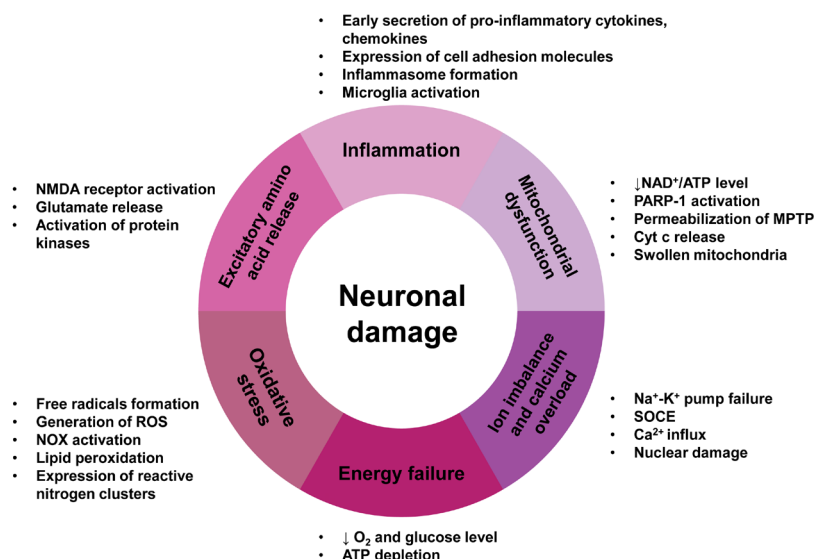 • Early secretion of pro-inflammatory cytokines,
chemokines
• Expression of cell adhesion molecules
• Inflammasome formation
• Microglia activation
Inflammation
Mitochondrial
dysfunction
• ↓NAD⁺/ATP level
• PARP-1 activation
• Permeabilization of MPTP
• Cyt c release
• Swollen mitochondria
Excitatory amino
acid release
• NMDA receptor activation
• Glutamate release
• Activation of protein
kinases
Neuronal
damage
Ion imbalance
and calcium
overload
• Na⁺-K⁺ pump failure
• SOCE
• Ca²⁺ influx
• Nuclear damage
Oxidative
stress
• Free radicals formation
• Generation of ROS
• NOX activation
• Lipid peroxidation
• Expression of reactive
nitrogen clusters
Energy failure
• ↓ O₂ and glucose level
• ATP depletion